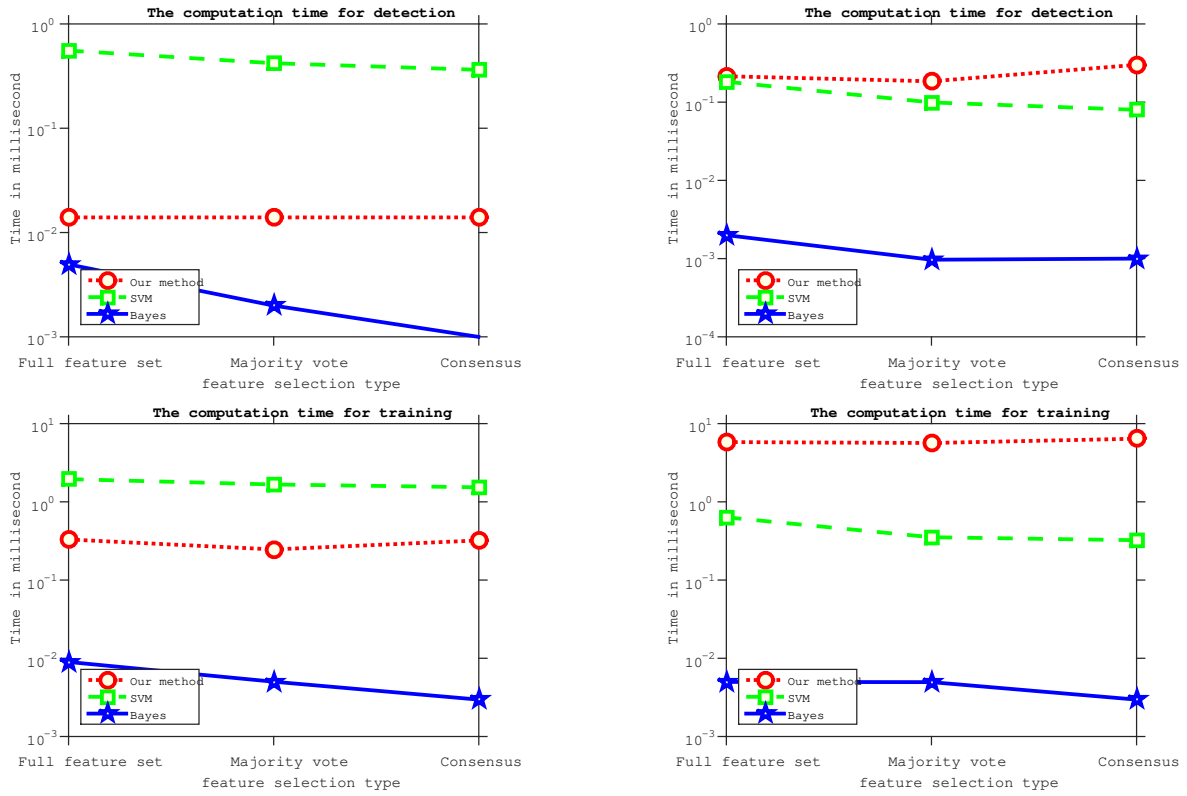 The computation time for detection
10^0
10^-1
10^-2
10^-3
Time in millisecond
Our method
SVM
Bayes
Full feature set Majority vote Consensus
feature selection type
The computation time for detection
10^0
10^-1
10^-2
10^-3
10^-4
Time in millisecond
Our method
SVM
Bayes
Full feature set Majority vote Consensus
feature selection type
The computation time for training
10^1
10^0
10^-1
10^-2
10^-3
Time in millisecond
Our method
SVM
Bayes
Full feature set Majority vote Consensus
feature selection type
The computation time for training
10^1
10^0
10^-1
10^-2
10^-3
Time in millisecond
Our method
SVM
Bayes
Full feature set Majority vote Consensus
feature selection type